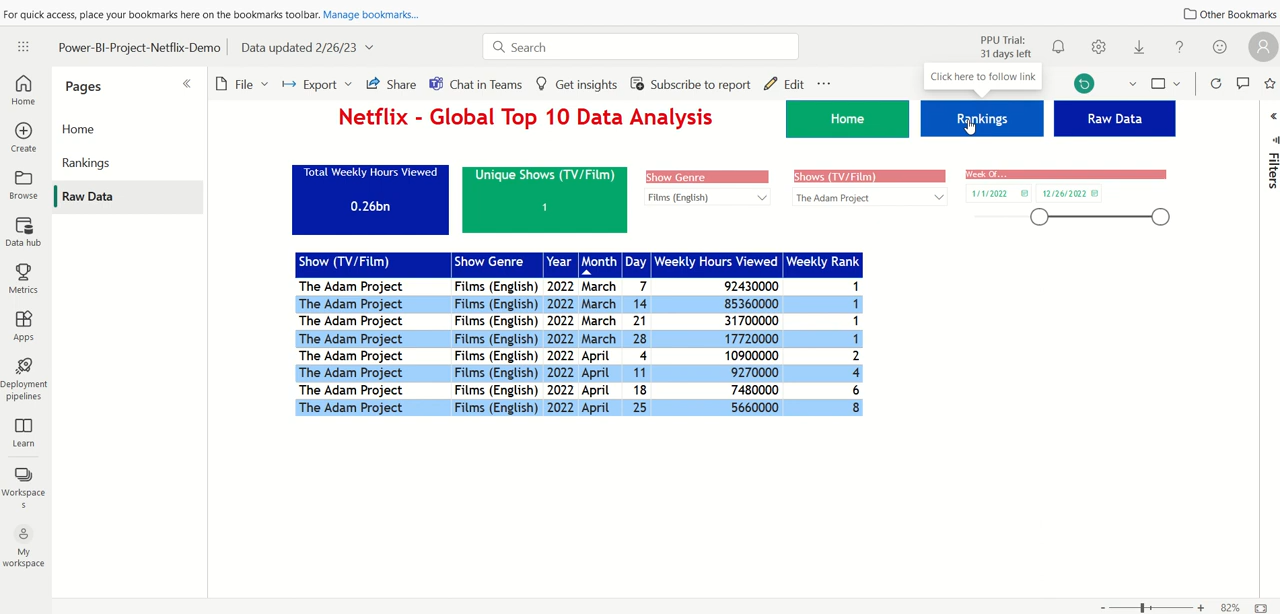 For quick access, place your bookmarks here on the bookmarks toolbar. Manage bookmarks...
Other Bookmarks
Power-BI-Project-Netflix-Demo
Data updated 2/26/23
Search
PPU Trial:
31 days left
Home
Create
Browse
Data hub
Metrics
Apps
Deployment
pipelines
Learn
Workspace
s
My
workspace
Pages
Home
Rankings
Raw Data
File
Export
Share
Chat in Teams
Get insights
Subscribe to report
Edit
Click here to follow link
Netflix - Global Top 10 Data Analysis
Home
Rankings
Raw Data
Total Weekly Hours Viewed
0.26bn
Unique Shows (TV/Film)
1
Show Genre
Films (English)
Shows (TV/Film)
The Adam Project
Week Of...
1/1/2022
12/26/2022
Show (TV/Film) Show Genre Year Month Day Weekly Hours Viewed Weekly Rank
The Adam Project Films (English) 2022 March 7 92430000 1
The Adam Project Films (English) 2022 March 14 85360000 1
The Adam Project Films (English) 2022 March 21 31700000 1
The Adam Project Films (English) 2022 March 28 17720000 1
The Adam Project Films (English) 2022 April 4 10900000 2
The Adam Project Films (English) 2022 April 11 9270000 4
The Adam Project Films (English) 2022 April 18 7480000 6
The Adam Project Films (English) 2022 April 25 5660000 8
Filters
82%